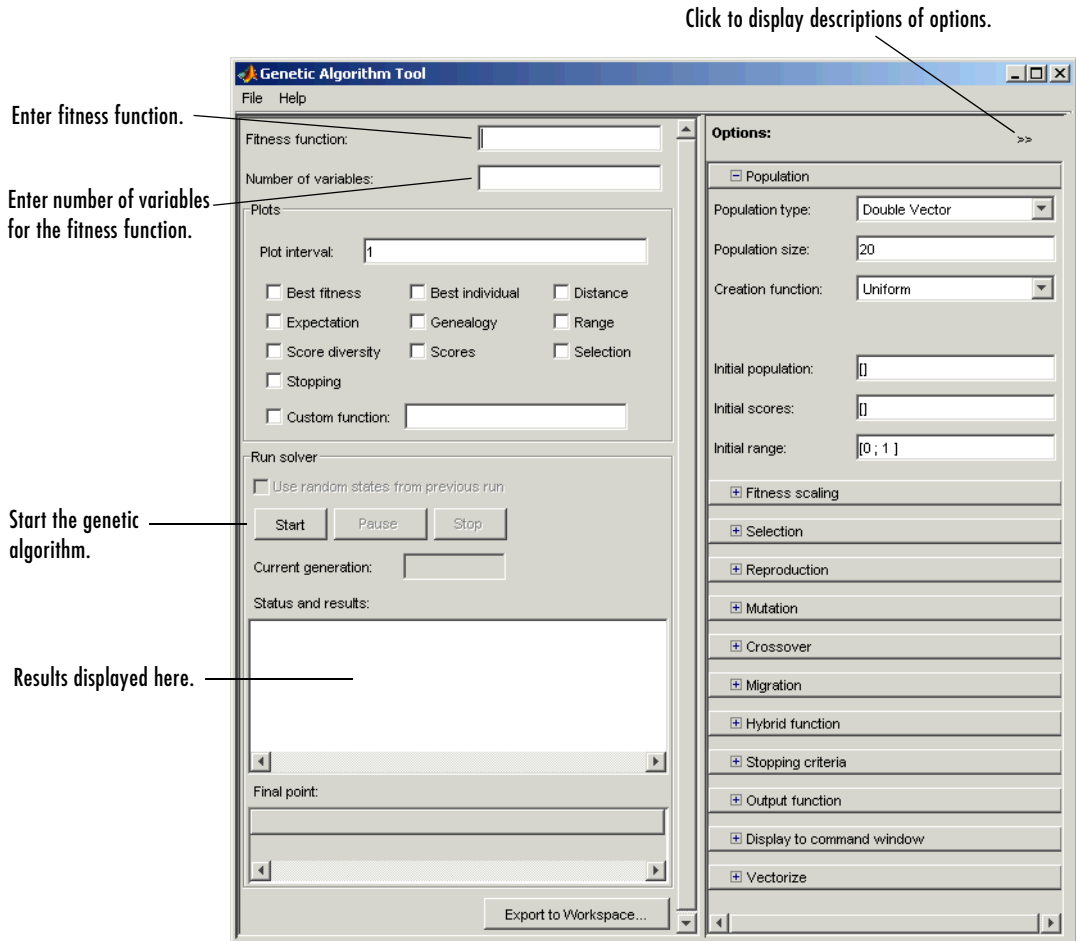 Click to display descriptions of options.
Genetic Algorithm Tool
File Help
Enter fitness function.
Fitness function:
Options:
>>
Number of variables:
Enter number of variables
for the fitness function.
Population
Plots
Population type: Double Vector
Plot interval: 1
Population size: 20
Best fitness Best individual Distance
Creation function: Uniform
Expectation Genealogy Range
Score diversity Scores Selection
Stopping
Initial population: []
Custom function:
Initial scores: []
Run solver
Initial range: [0 ; 1 ]
Use random states from previous run
Fitness scaling
Start the genetic
algorithm.
Start Pause Stop
Selection
Current generation:
Reproduction
Status and results:
Mutation
Crossover
Results displayed here.
Migration
Hybrid function
Stopping criteria
Final point:
Output function
Display to command window
Vectorize
Export to Workspace...